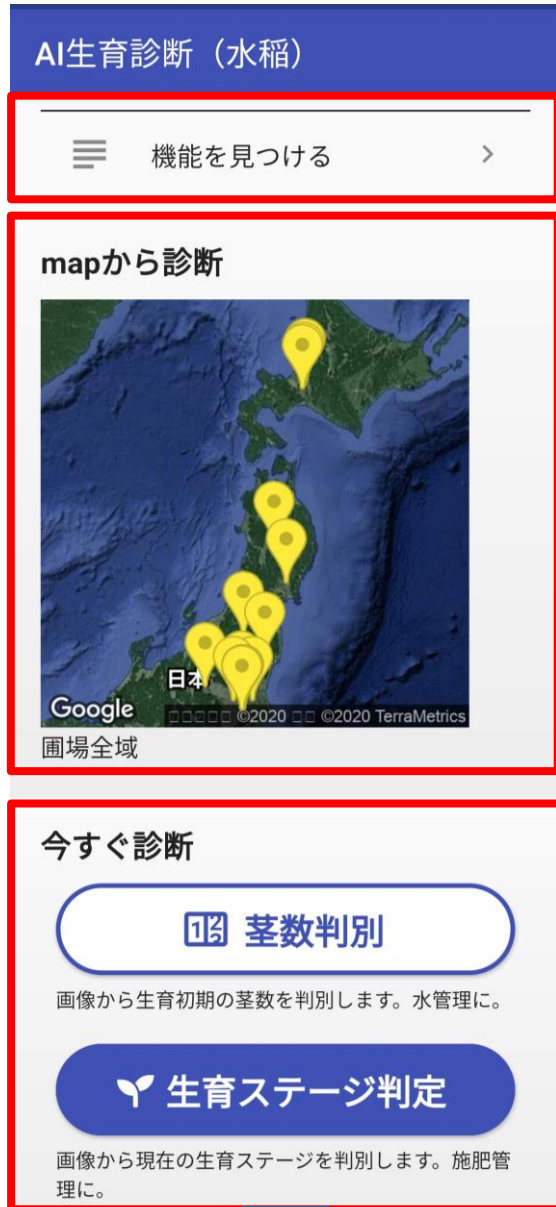 AI生育診断（水稲）
機能を見つける
mapから診断
日本
Google
©2020 ©2020 TerraMetrics
圃場全域
今すぐ診断
茎数判別
画像から生育初期の茎数を判別します。水管理に。
生育ステージ判定
画像から現在の生育ステージを判別します。施肥管
理に。